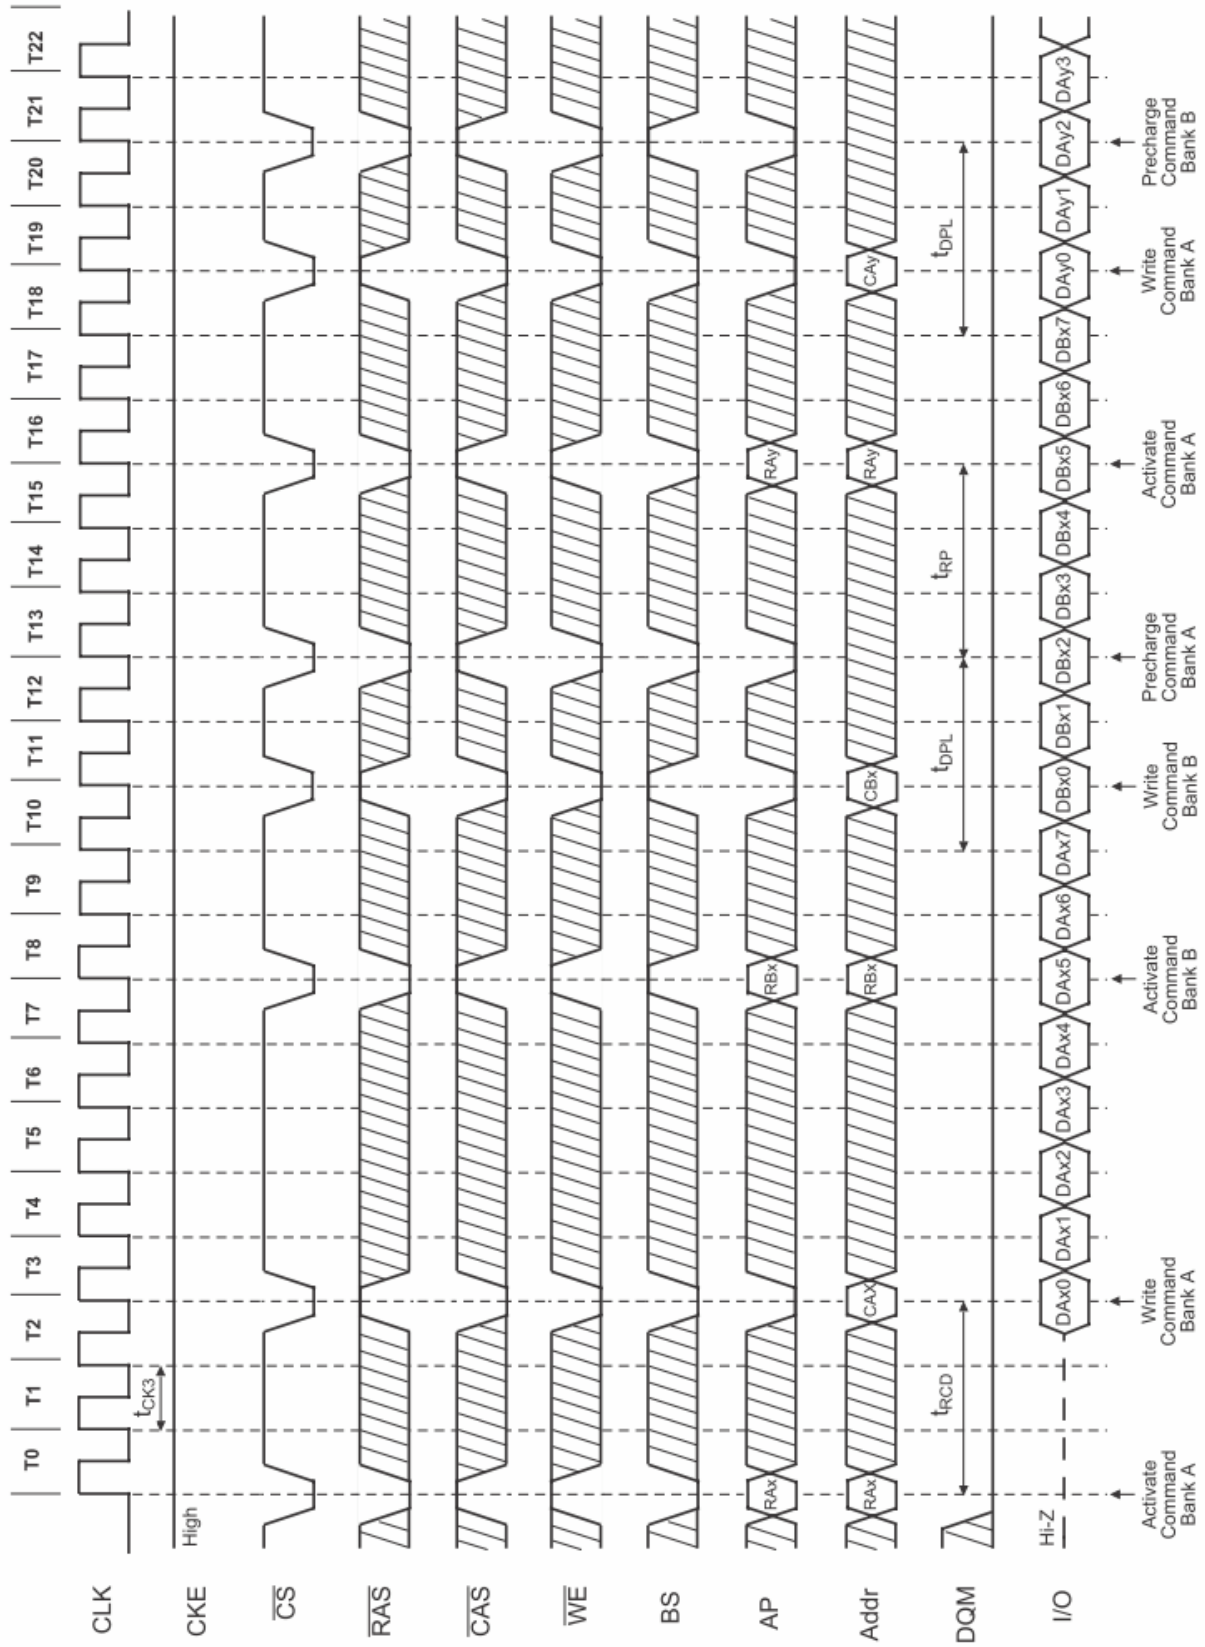 T0 T1 T2 T3 T4 T5 T6 T7 T8 T9 T10 T11 T12 T13 T14 T15 T16 T17 T18 T19 T20 T21 T22
CLK
tCK3
CKE
High
CS
RAS
CAS
WE
BS
AP
RAx RBx RAy
Addr
RAx CAX RBx CBx RAy CAy
DQM
tRCD tDPL tRP tDPL
I/O
Hi-Z
DAx0 DAx1 DAx2 DAx3 DAx4 DAx5 DAx6 DAx7 DBx0 DBx1 DBx2 DBx3 DBx4 DBx5 DBx6 DBx7 DAy0 DAy1 DAy2 DAy3
Activate
Command
Bank A
Write
Command
Bank A
Activate
Command
Bank B
Write
Command
Bank B
Precharge
Command
Bank A
Activate
Command
Bank A
Write
Command
Bank A
Precharge
Command
Bank B